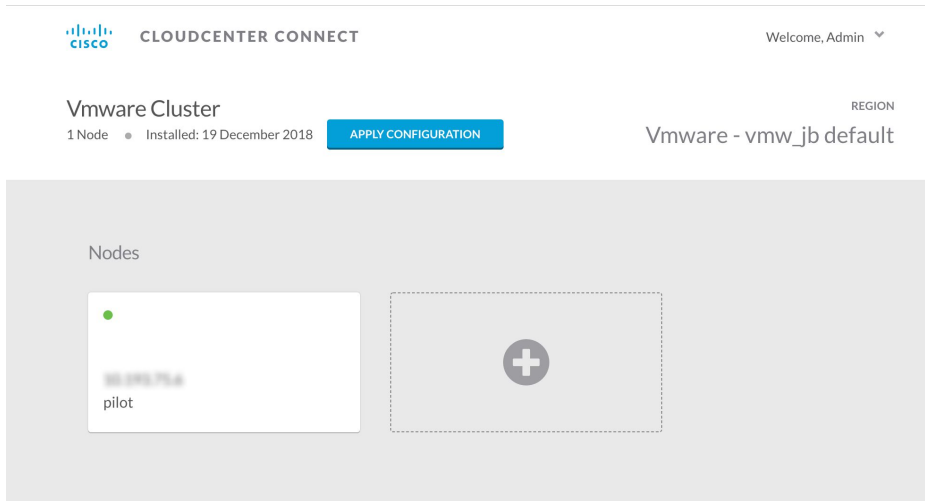 CISCO
CLOUDCENTER CONNECT
Welcome, Admin
Vmware Cluster
1 Node
Installed: 19 December 2018
APPLY CONFIGURATION
REGION
Vmware - vmw_jb default
Nodes
pilot